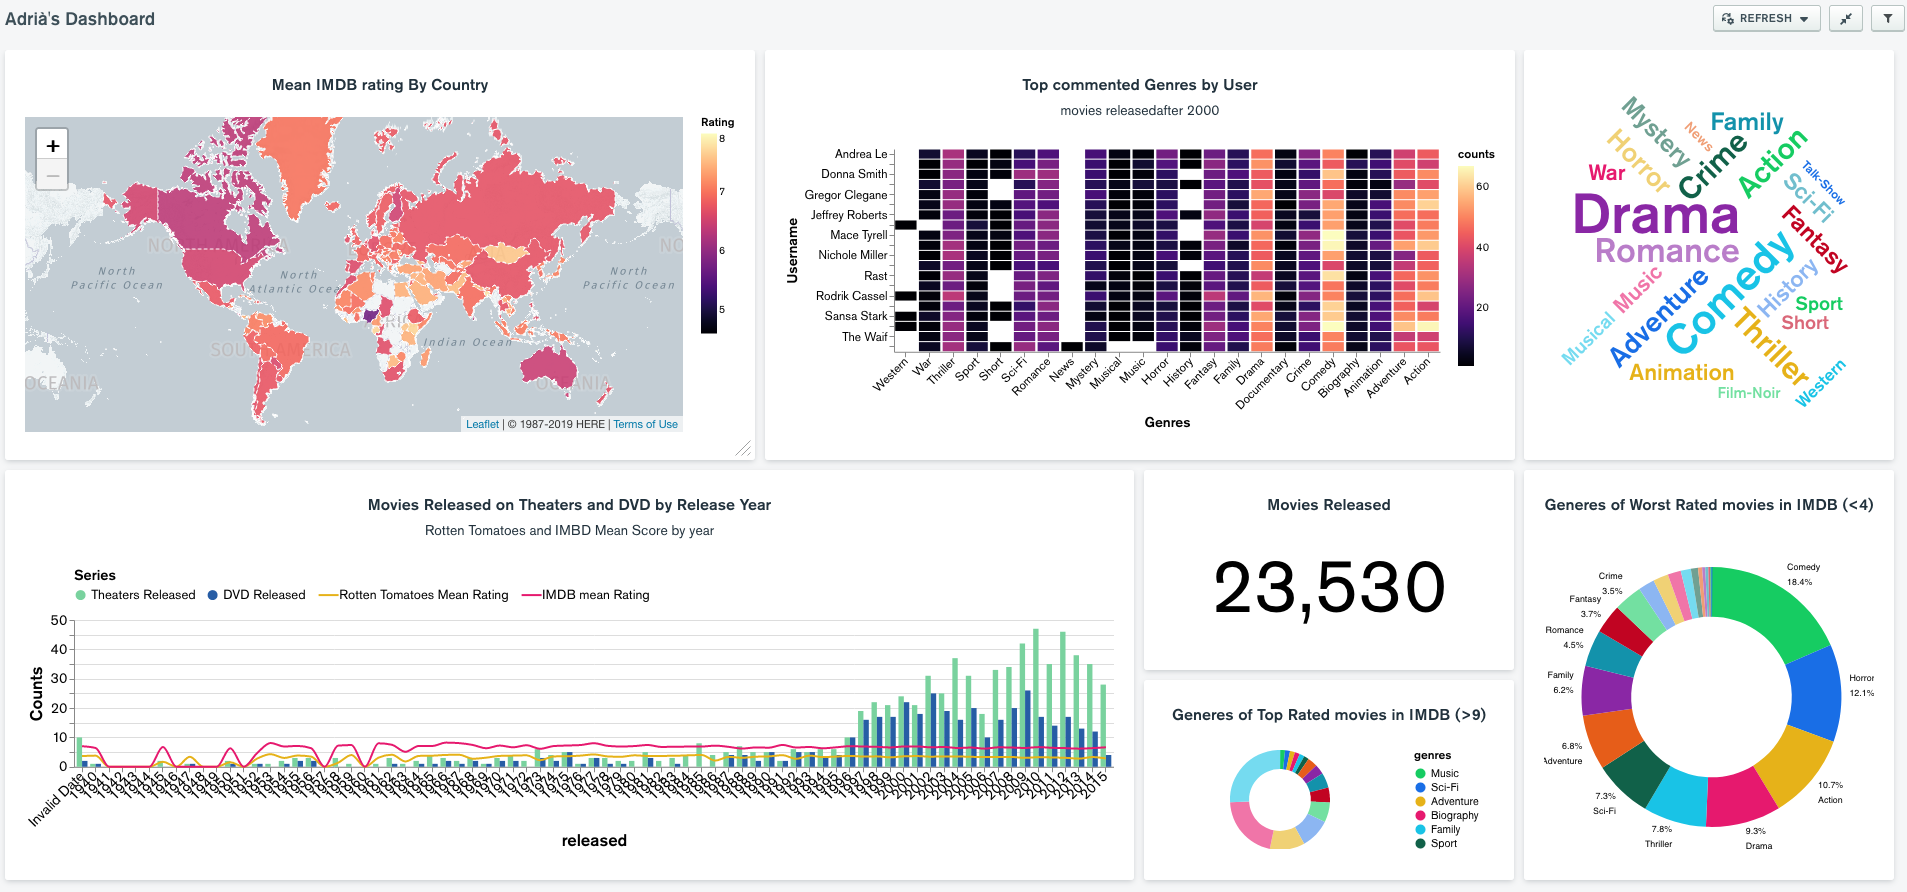 Adrià's Dashboard
REFRESH
Mean IMDB rating By Country
+
−
NORTH AMERICA
North
Pacific Ocean
North
Atlantic Ocea
North
Pacific Ocean
NO
SOUTH AMERICA
Indian Ocean
OCEANIA
OCEANIA
Leaflet | © 1987-2019 HERE | Terms of Use
Rating
8
7
6
5
Top commented Genres by User
movies releasedafter 2000
Username
Andrea Le
Donna Smith
Gregor Clegane
Jeffrey Roberts
Mace Tyrell
Nichole Miller
Rast
Rodrik Cassel
Sansa Stark
The Waif
Western
War
Thriller
Sport
Short
Sci-Fi
Romance
News
Mystery
Musical
Music
Horror
History
Fantasy
Family
Drama
Documentary
Crime
Comedy
Biography
Animation
Adventure
Action
Genres
counts
60
40
20
Mystery
News
Family
Horror
Crime
Action
War
Talk-Show
Sci-Fi
Drama
Fantasy
Romance
Comedy
Music
History
Adventure
Sport
Short
Musical
Thriller
Animation
Film-Noir
Western
Movies Released on Theaters and DVD by Release Year
Rotten Tomatoes and IMBD Mean Score by year
Series
Theaters Released
DVD Released
Rotten Tomatoes Mean Rating
IMDB mean Rating
Counts
50
40
30
20
10
0
Invalid Date
1910
1911
1912
1913
1914
1915
1916
1917
1948
1949
1950
1951
1952
1953
1954
1955
1956
1957
1958
1959
1960
1961
1962
1963
1964
1965
1966
1967
1968
1969
1970
1971
1972
1973
1974
1975
1976
1977
1978
1979
1980
1981
1982
1983
1984
1985
1986
1987
1988
1989
1990
1991
1992
1993
1994
1995
1996
1997
1998
1999
2000
2001
2002
2003
2004
2005
2006
2007
2008
2009
2010
2011
2012
2013
2014
2015
released
Movies Released
23,530
Generes of Top Rated movies in IMDB (>9)
genres
Music
Sci-Fi
Adventure
Biography
Family
Sport
Generes of Worst Rated movies in IMDB (<4)
Comedy
18.4%
Horror
12.1%
10.7%
Action
9.3%
Drama
7.8%
Thriller
7.3%
Sci-Fi
6.8%
Adventure
Family
6.2%
Romance
4.5%
Fantasy
3.7%
Crime
3.5%